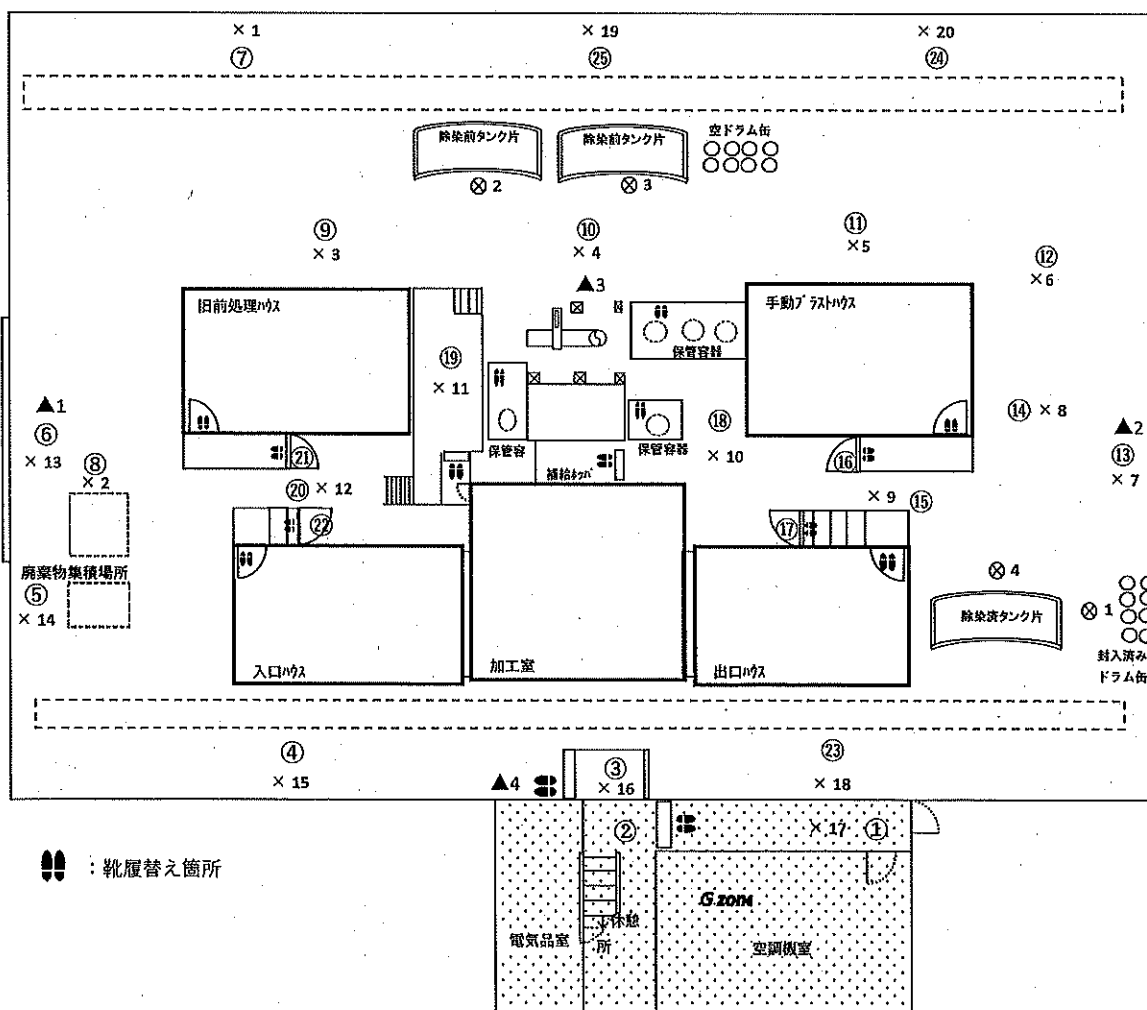 × 1
× 19
× 20
⑦
㉕
㉔
除染前タンク片
除染前タンク片
空ドラム缶
⊗ 2
⊗ 3
⑨
× 3
⑩
× 4
▲3
⑪
× 5
⑫
× 6
旧前処理ハウス
手動ブラストハウス
保管容器
⑲
× 11
⑱
× 10
⑭ × 8
▲1
⑥
× 13
▲2
⑬
× 7
⑧
× 2
保管容
保管容器
㉑
⑯
⑳
× 12
㉒
× 9
⑮
⑰
廃棄物集積場所
⑤
× 14
⊗ 4
⊗ 1
除染済タンク片
封入済み
ドラム缶
入口ハウス
加工室
出口ハウス
④
× 15
▲4
③
× 16
㉓
× 18
②
× 17
①
：靴履替え箇所
G ZONE
休憩
所
電気品室
空調機室